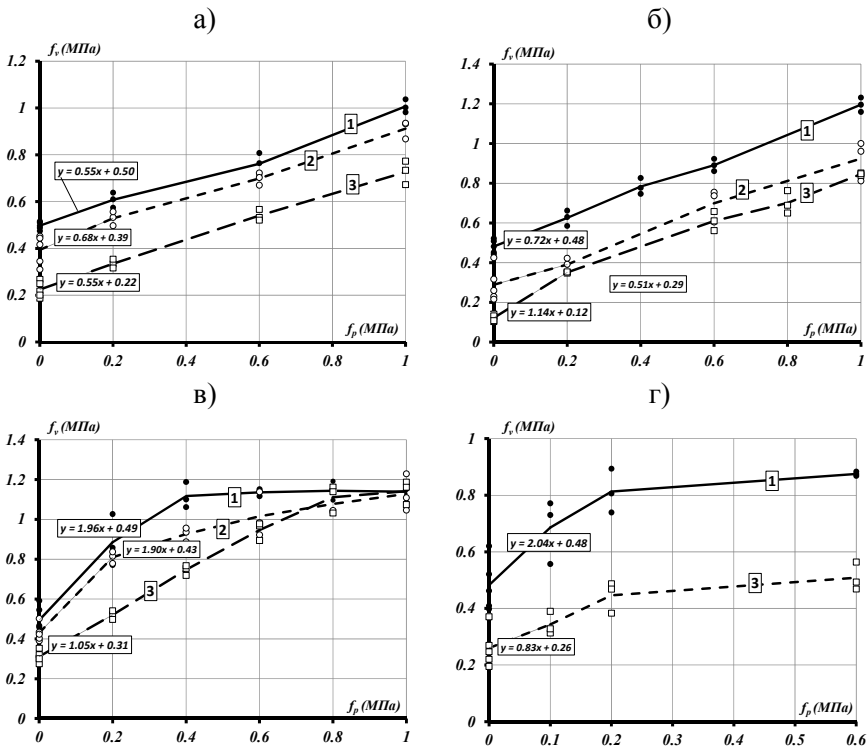 а)
f_v (МПа)
1.2
1
0.8
0.6
0.4
0.2
0
1
2
3
y = 0.55x + 0.50
y = 0.68x + 0.39
y = 0.55x + 0.22
f_p (МПа)
0 0.2 0.4 0.6 0.8 1
б)
f_v (МПа)
1.4
1.2
1
0.8
0.6
0.4
0.2
0
1
2
3
y = 0.72x + 0.48
y = 0.51x + 0.29
y = 1.14x + 0.12
f_p (МПа)
0 0.2 0.4 0.6 0.8 1
в)
f_v (МПа)
1.4
1.2
1
0.8
0.6
0.4
0.2
0
1
2
3
y = 1.96x + 0.49
y = 1.90x + 0.43
y = 1.05x + 0.31
f_p (МПа)
0 0.2 0.4 0.6 0.8 1
г)
f_v (МПа)
1
0.8
0.6
0.4
0.2
0
1
3
y = 2.04x + 0.48
y = 0.83x + 0.26
f_p (МПа)
0 0.1 0.2 0.3 0.4 0.5 0.6